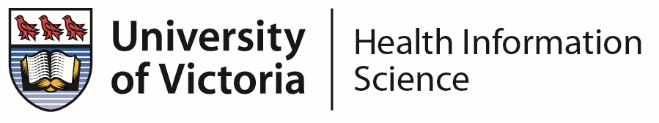 University
of Victoria
Health Information
Science